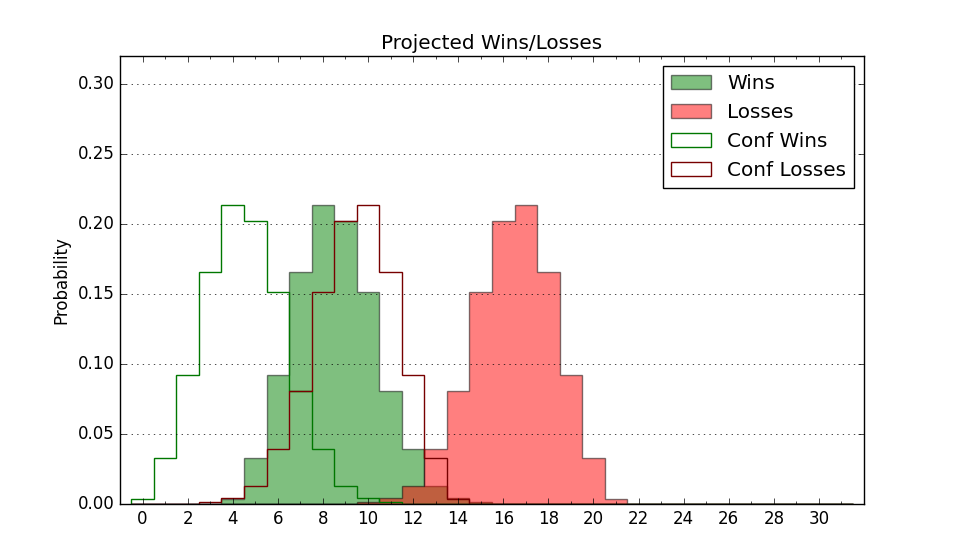 Projected Wins/Losses
0.30
0.25
0.20
0.15
0.10
0.05
0.00
Probability
Wins
Losses
Conf Wins
Conf Losses
0 2 4 6 8 10 12 14 16 18 20 22 24 26 28 30